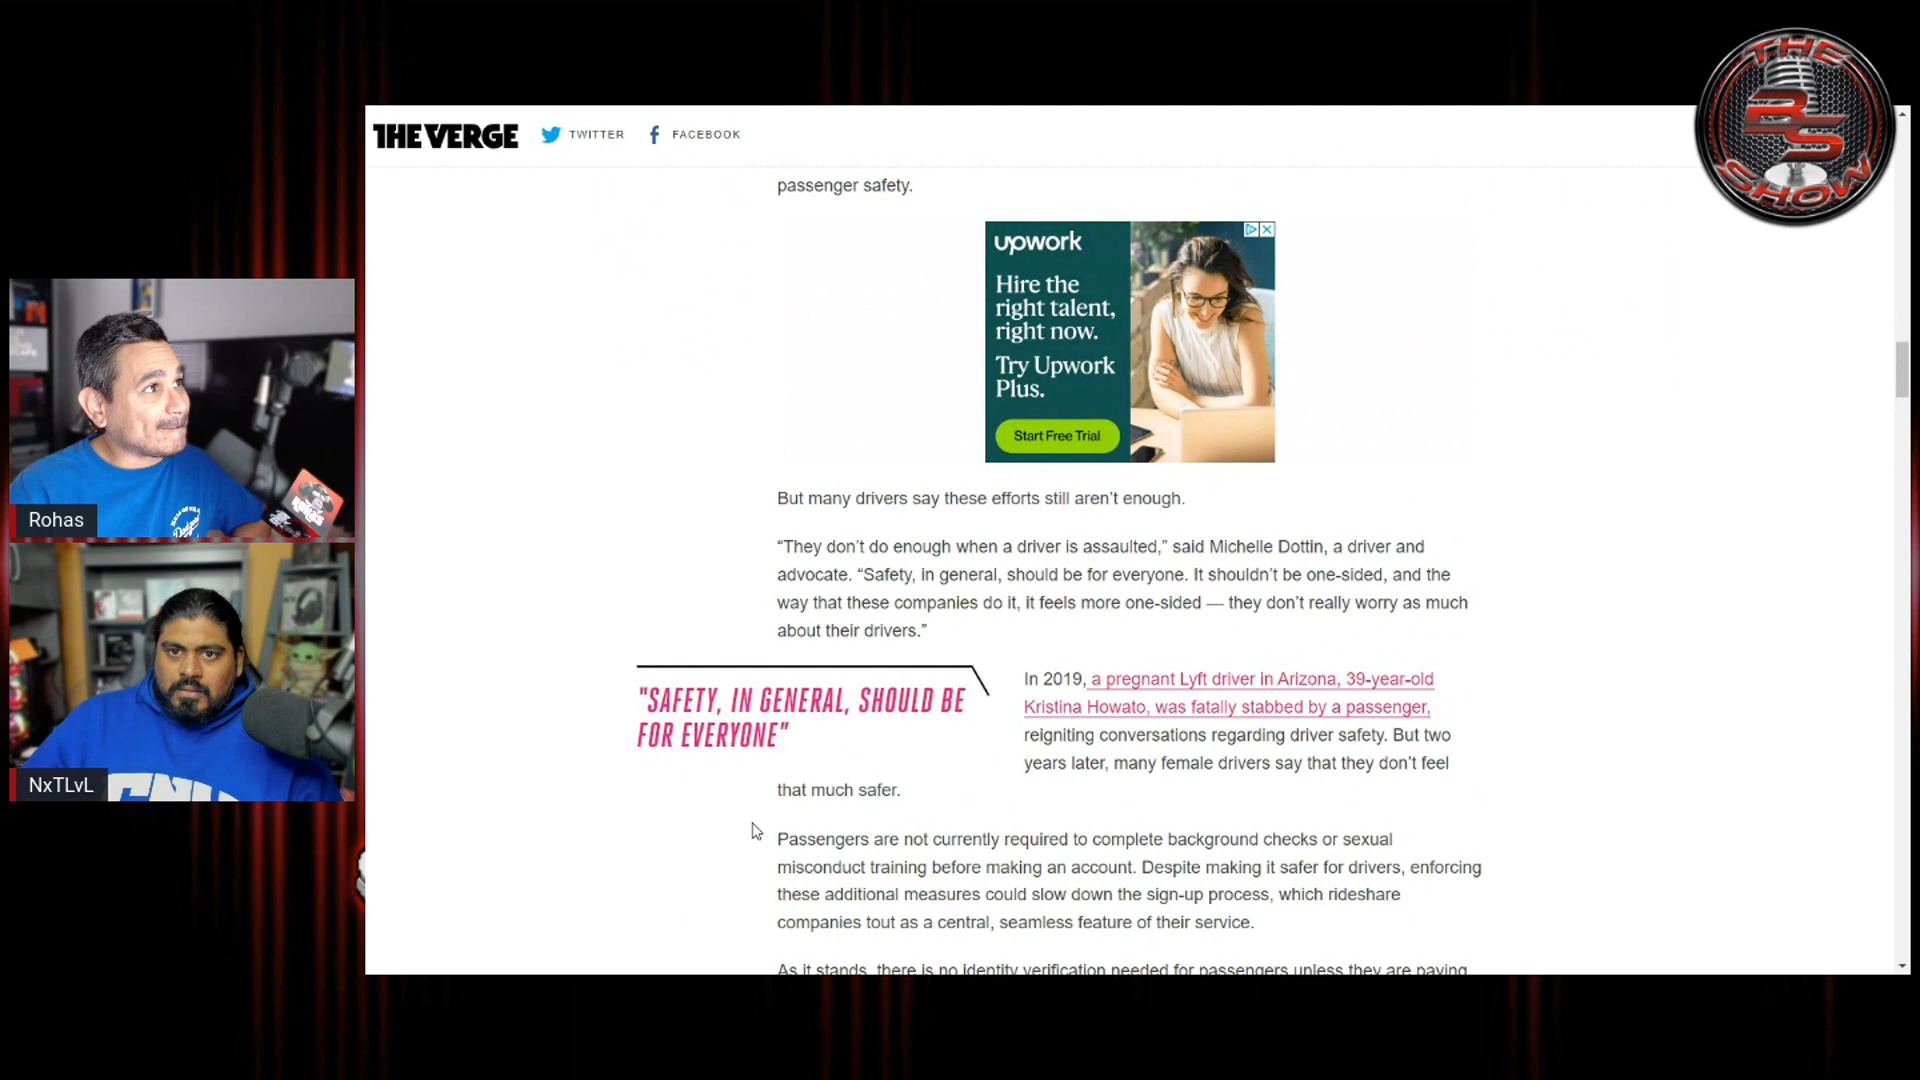 THE VERGE
TWITTER
FACEBOOK
THE
BS
SHOW
passenger safety.
upwork
Hire the
right talent,
right now.
Try Upwork
Plus.
Start Free Trial
But many drivers say these efforts still aren’t enough.
“They don’t do enough when a driver is assaulted,” said Michelle Dottin, a driver and
advocate. “Safety, in general, should be for everyone. It shouldn’t be one-sided, and the
way that these companies do it, it feels more one-sided — they don’t really worry as much
about their drivers.”
"SAFETY, IN GENERAL, SHOULD BE
FOR EVERYONE"
In 2019, a pregnant Lyft driver in Arizona, 39-year-old
Kristina Howato, was fatally stabbed by a passenger,
reigniting conversations regarding driver safety. But two
years later, many female drivers say that they don’t feel
that much safer.
Passengers are not currently required to complete background checks or sexual
misconduct training before making an account. Despite making it safer for drivers, enforcing
these additional measures could slow down the sign-up process, which rideshare
companies tout as a central, seamless feature of their service.
As it stands, there is no identity verification needed for passengers unless they are paying
Rohas
NxTLvL